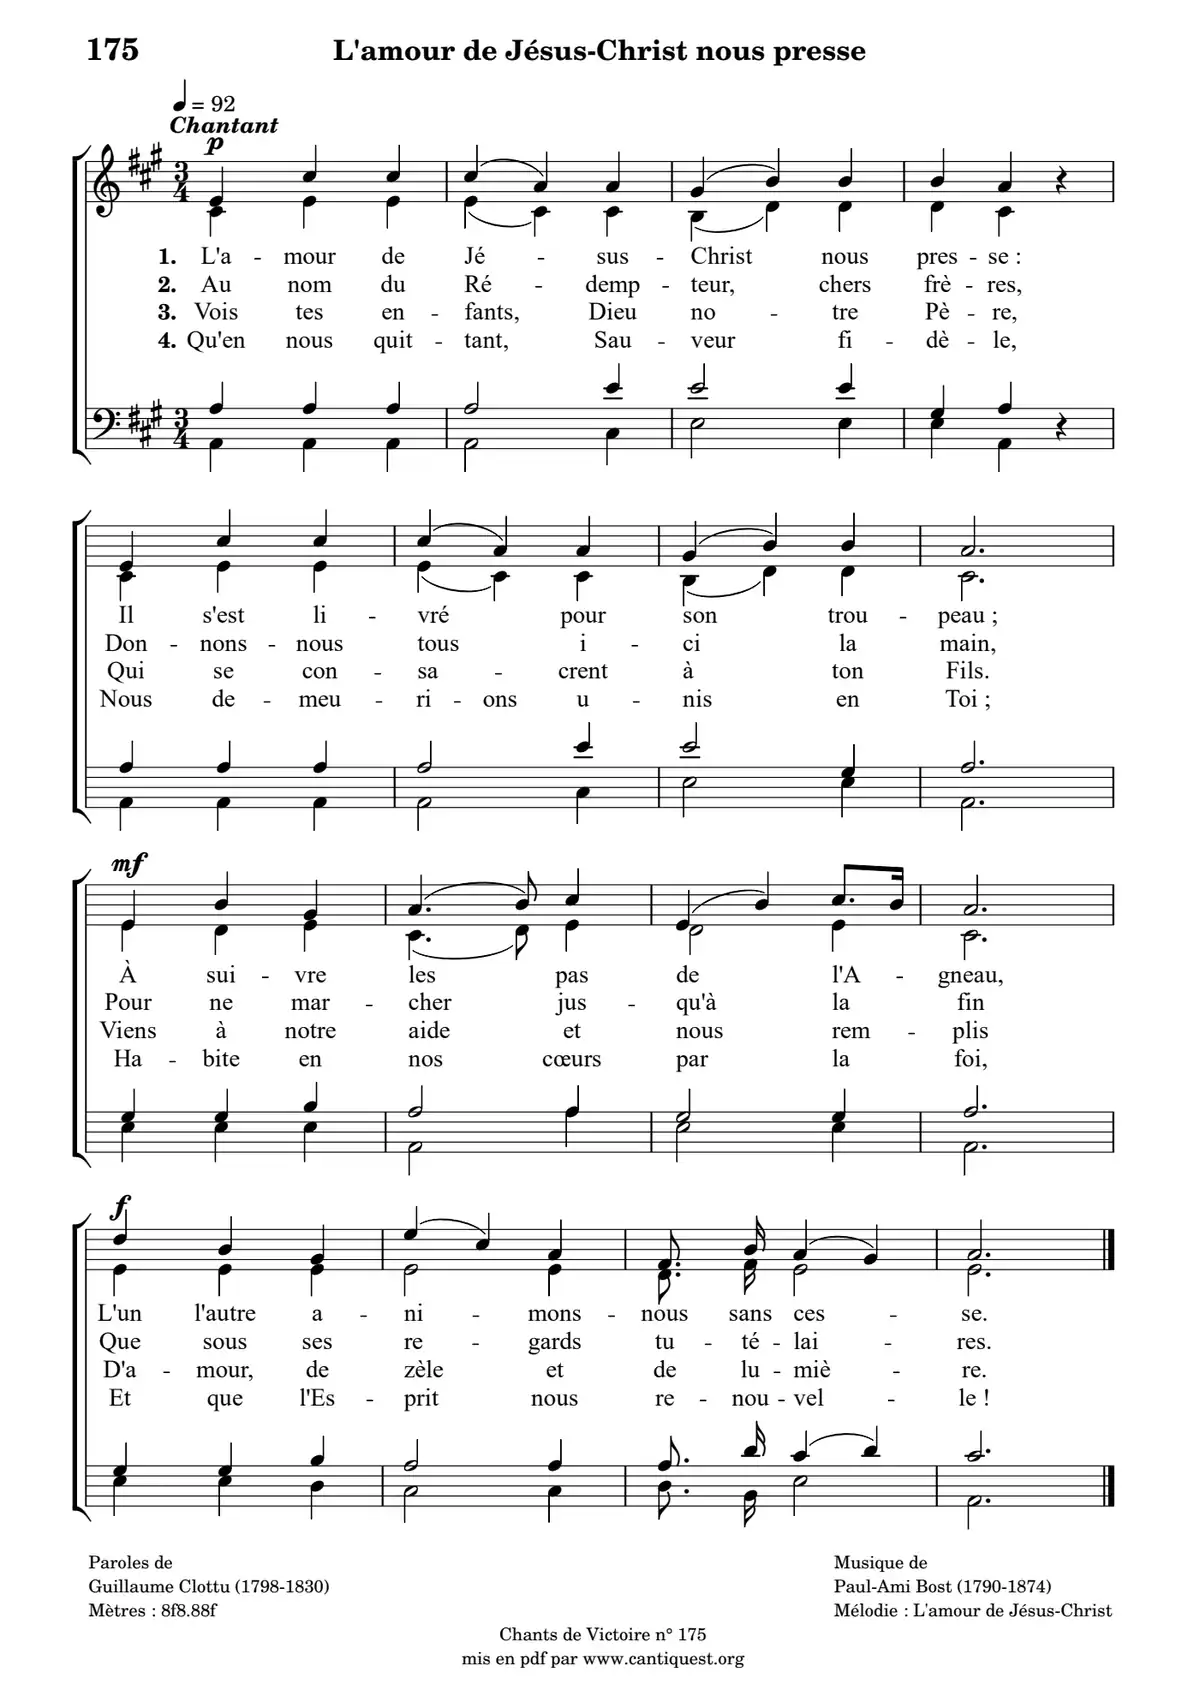 175 L'amour de Jésus-Christ nous presse
= 92
Chantant
p
1. L'a - mour de Jé - sus - Christ nous pres - se :
2. Au nom du Ré - demp - teur, chers frè - res,
3. Vois tes en - fants, Dieu no - tre Pè - re,
4. Qu'en nous quit - tant, Sau - veur fi - dè - le,
Il s'est li - vré pour son trou - peau ;
Don - nons - nous tous i - ci la main,
Qui se con - sa - crent à ton Fils.
Nous de - meu - ri - ons u - nis en Toi ;
mf
À sui - vre les pas de l'A - gneau,
Pour ne mar - cher jus - qu'à la fin
Viens à notre aide et nous rem - plis
Ha - bite en nos cœurs par la foi,
f
L'un l'autre a - ni - mons - nous sans ces - se.
Que sous ses re - gards tu - té - lai - res.
D'a - mour, de zèle et de lu - miè - re.
Et que l'Es - prit nous re - nou - vel - le !
Paroles de
Guillaume Clottu (1798-1830)
Mètres : 8f8.88f
Musique de
Paul-Ami Bost (1790-1874)
Mélodie : L'amour de Jésus-Christ
Chants de Victoire n° 175
mis en pdf par www.cantiquest.org